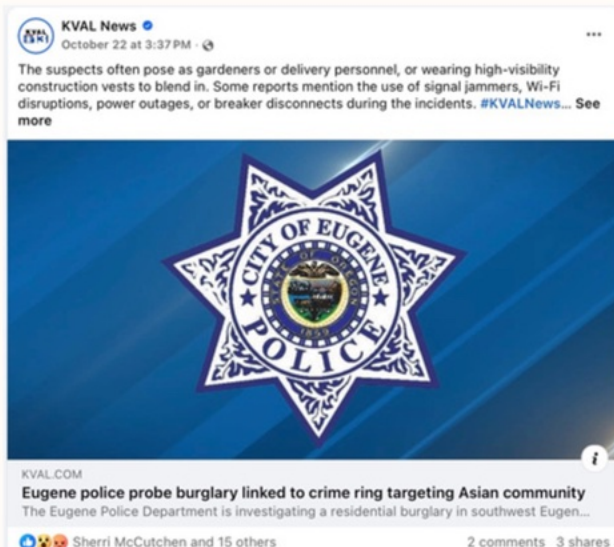 KVAL News
October 22 at 3:37 PM ·
The suspects often pose as gardeners or delivery personnel, or wearing high-visibility
construction vests to blend in. Some reports mention the use of signal jammers, Wi-Fi
disruptions, power outages, or breaker disconnects during the incidents. #KVALNews... See
more
CITY OF EUGENE
STATE OF OREGON
1859
POLICE
KVAL.COM
Eugene police probe burglary linked to crime ring targeting Asian community
The Eugene Police Department is investigating a residential burglary in southwest Eugen...
Sherri McCutchen and 15 others
2 comments 3 shares